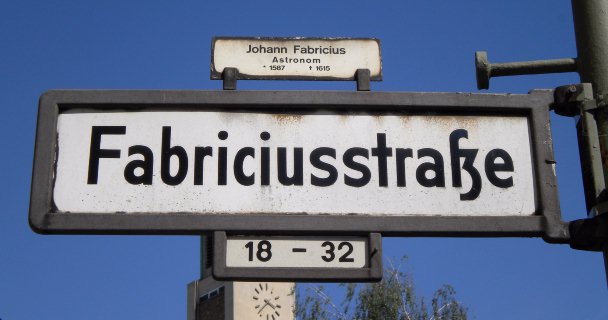 Johann Fabricius
Astronom
* 1587 † 1615
Fabriciusstraße
18 – 32